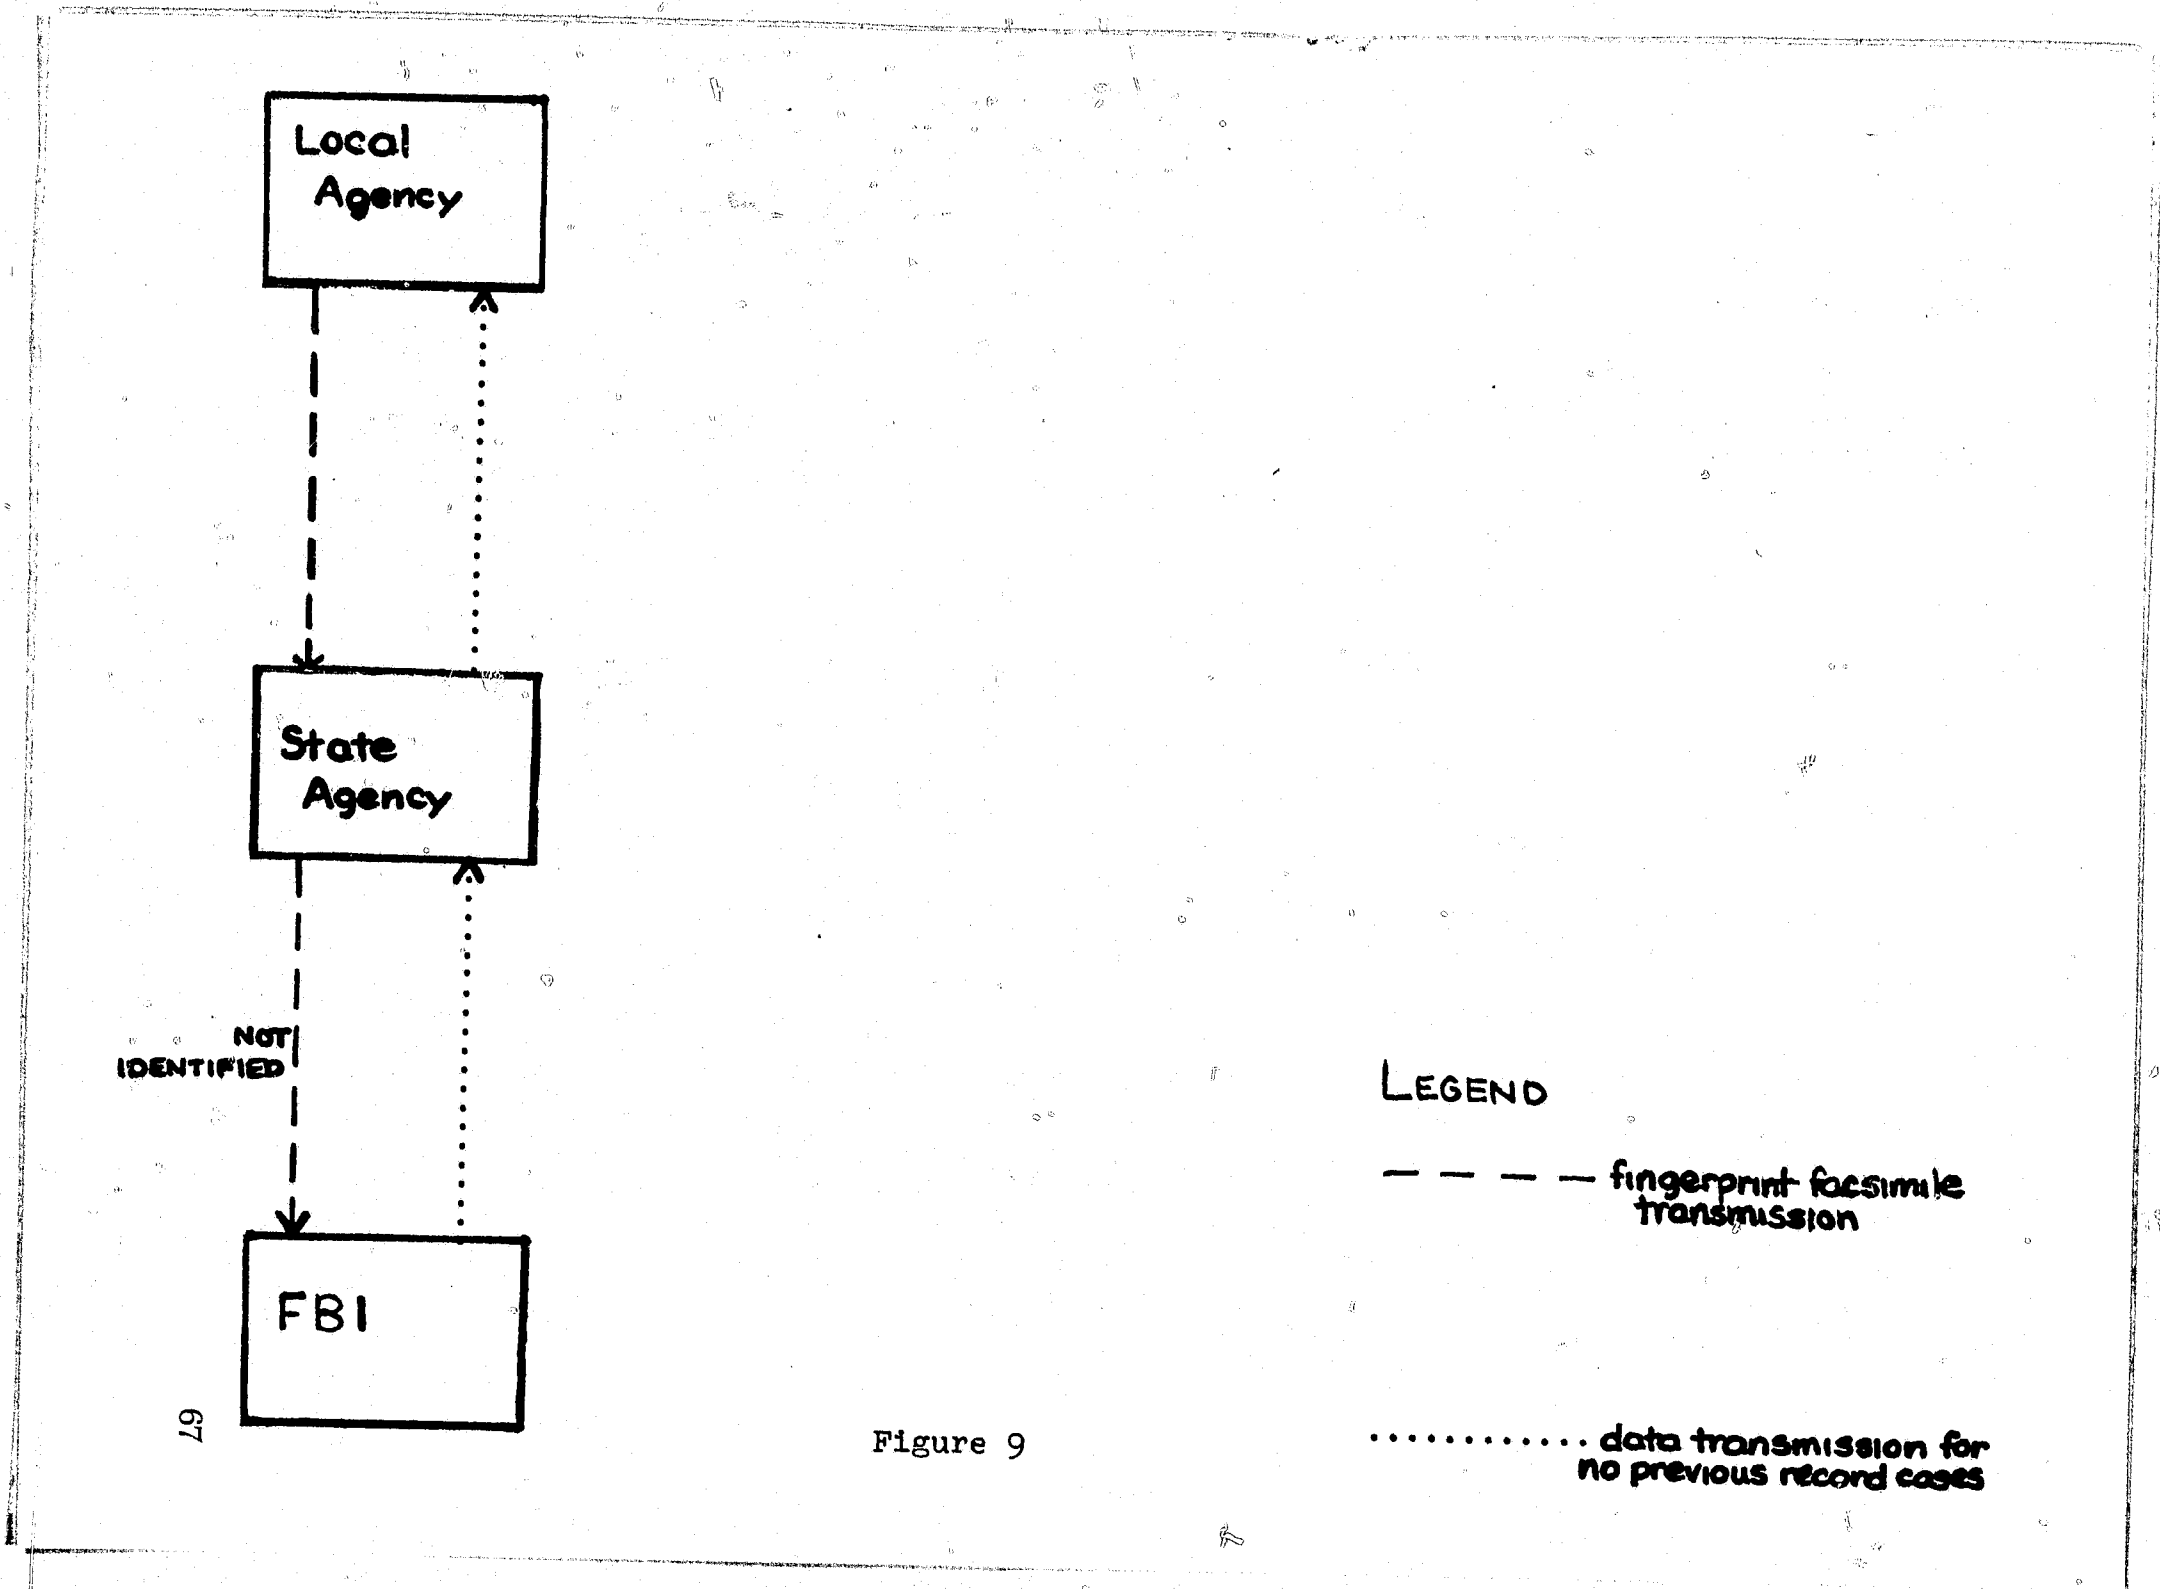 Local
Agency
State
Agency
NOT
IDENTIFIED
FBI
LEGEND
fingerprint facsimile
transmission
data transmission for
no previous record cases
Figure 9
67